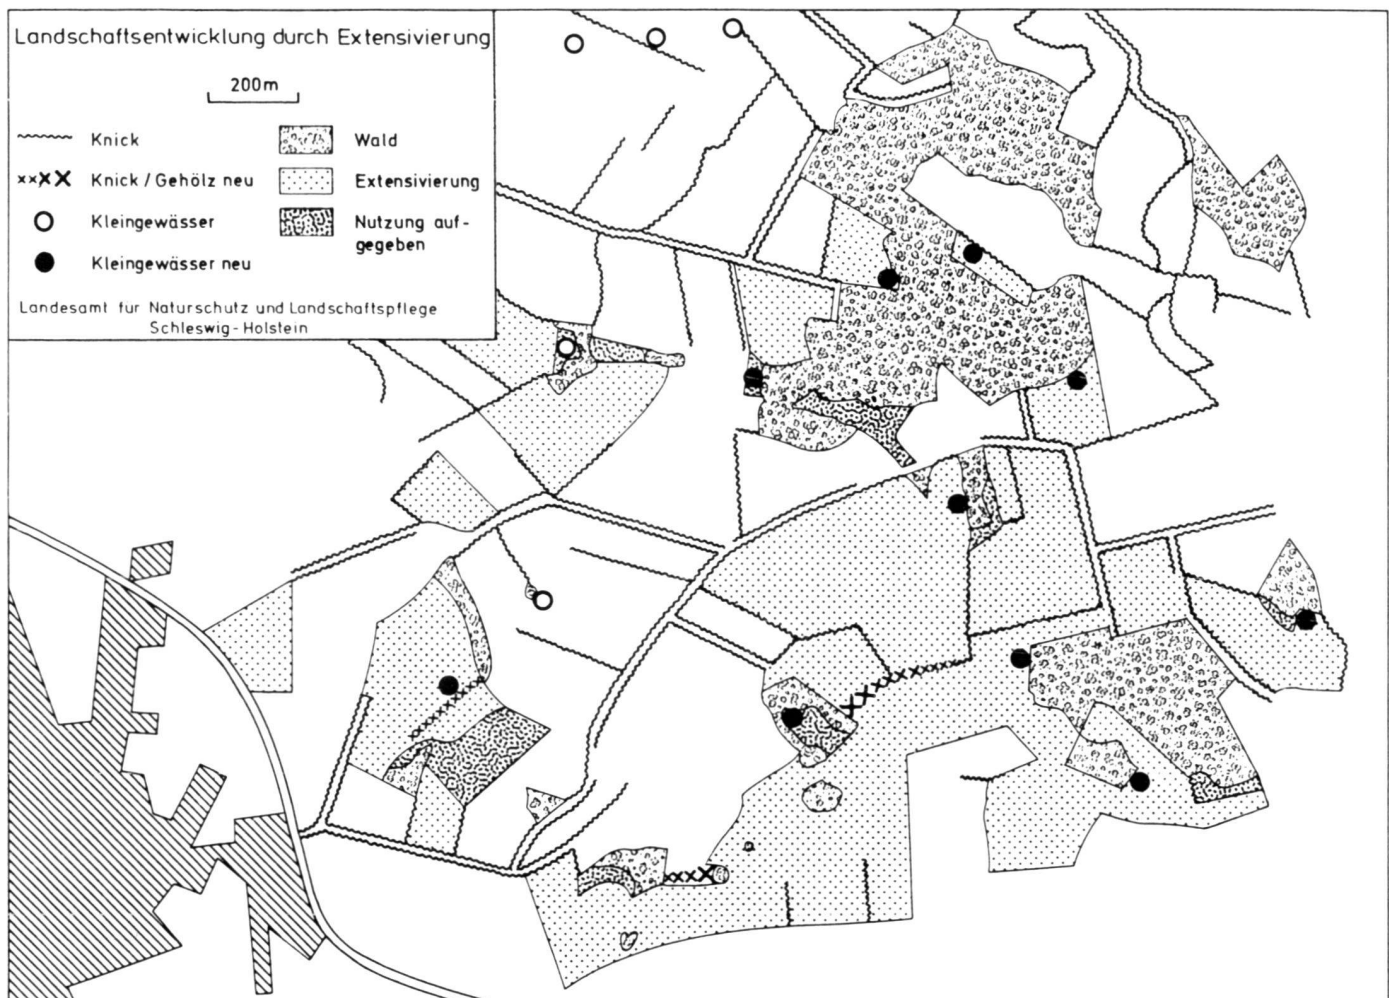 Landschaftsentwicklung durch Extensivierung
200m
Knick
Knick / Gehölz neu
Kleingewässer
Kleingewässer neu
Wald
Extensivierung
Nutzung auf-
gegeben
Landesamt für Naturschutz und Landschaftspflege
Schleswig-Holstein